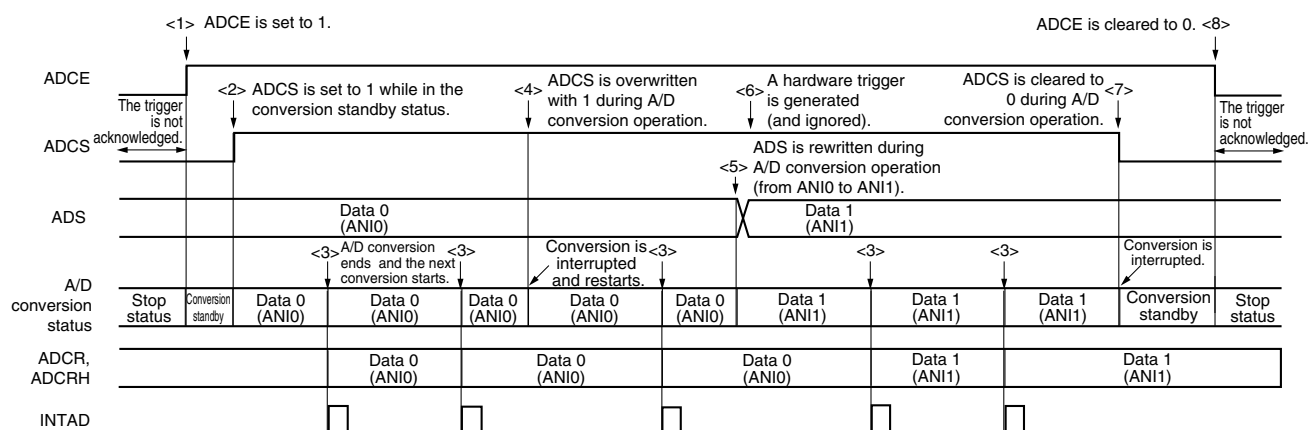 <1> ADCE is set to 1.
ADCE is cleared to 0. <8>
ADCE
The trigger
is not
acknowledged.
<2> ADCS is set to 1 while in the
conversion standby status.
<4> ADCS is overwritten
with 1 during A/D
conversion operation.
<6> A hardware trigger
is generated
(and ignored).
ADCS is cleared to <7>
0 during A/D
conversion operation.
The trigger
is not
acknowledged.
ADCS
<5> ADS is rewritten during
A/D conversion operation
(from ANI0 to ANI1).
ADS
Data 0
(ANI0)
Data 1
(ANI1)
<3> A/D conversion
ends and the next
conversion starts.
<3>
Conversion is
interrupted
and restarts.
<3>
<3>
<3>
Conversion is
interrupted.
A/D
conversion
status
Stop
status
Conversion
standby
Data 0
(ANI0)
Data 0
(ANI0)
Data 0
(ANI0)
Data 0
(ANI0)
Data 0
(ANI0)
Data 1
(ANI1)
Data 1
(ANI1)
Data 1
(ANI1)
Conversion
standby
Stop
status
ADCR,
ADCRH
Data 0
(ANI0)
Data 0
(ANI0)
Data 0
(ANI0)
Data 1
(ANI1)
Data 1
(ANI1)
INTAD